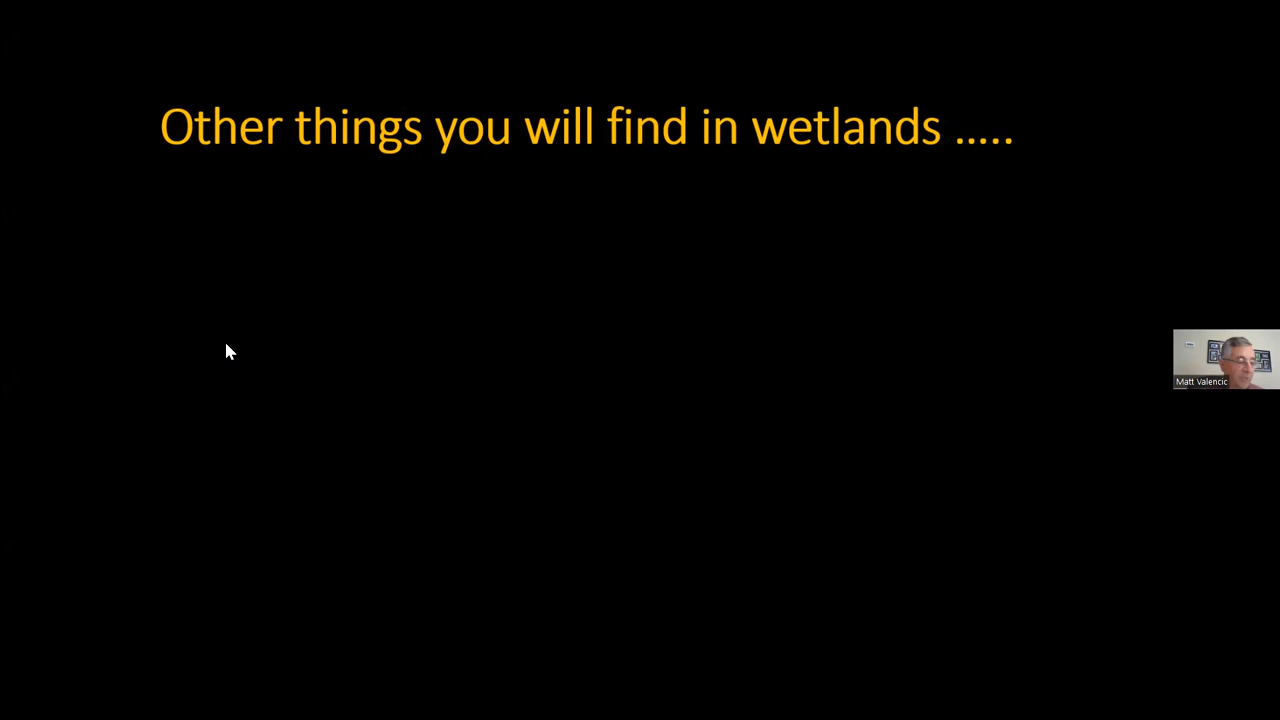 Other things you will find in wetlands .....
Matt Valencic